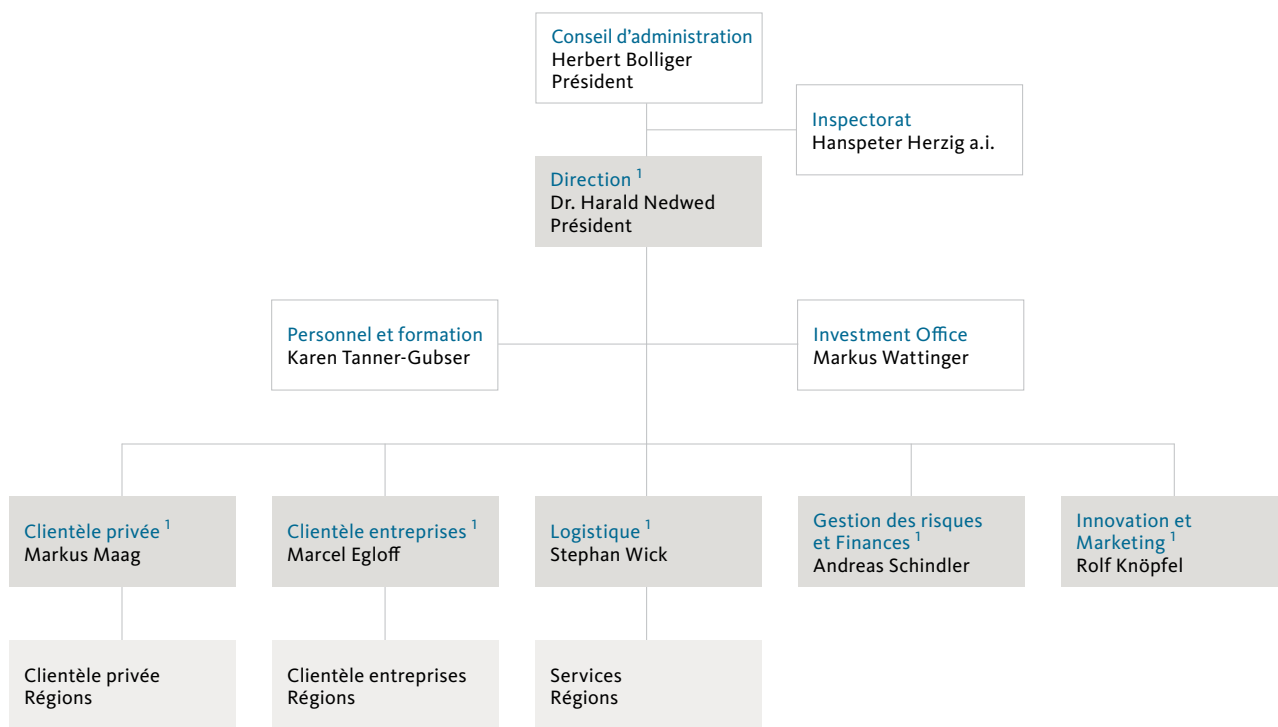 Conseil d'administration
Herbert Bolliger
Président
Inspectorat
Hanspeter Herzig a.i.
Direction ¹
Dr. Harald Nedwed
Président
Personnel et formation
Karen Tanner-Gubser
Investment Office
Markus Wattinger
Clientèle privée ¹
Markus Maag
Clientèle entreprises ¹
Marcel Egloff
Logistique ¹
Stephan Wick
Gestion des risques
et Finances ¹
Andreas Schindler
Innovation et
Marketing ¹
Rolf Knöpfel
Clientèle privée
Régions
Clientèle entreprises
Régions
Services
Régions